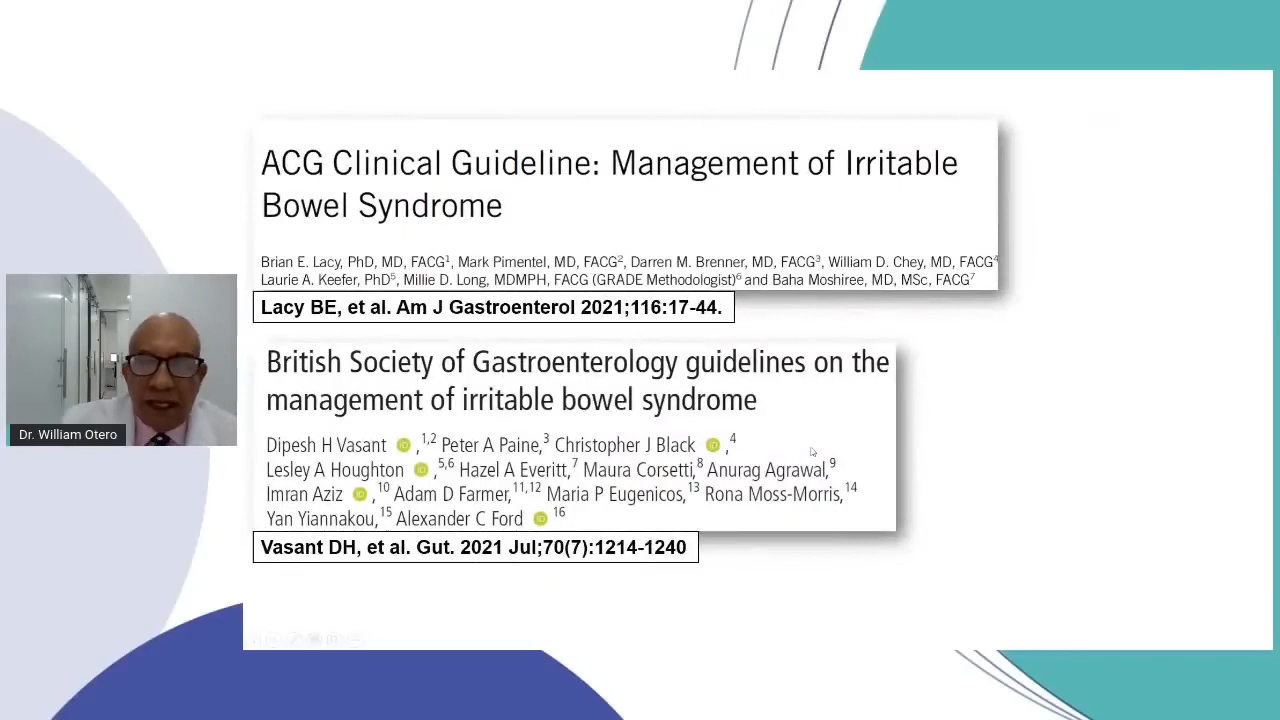 ACG Clinical Guideline: Management of Irritable
Bowel Syndrome
Brian E. Lacy, PhD, MD, FACG1, Mark Pimentel, MD, FACG2, Darren M. Brenner, MD, FACG3, William D. Chey, MD, FACG4
Laurie A. Keefer, PhD5, Millie D. Long, MDMPH, FACG (GRADE Methodologist)6 and Baha Moshiree, MD, MSc, FACG7
Lacy BE, et al. Am J Gastroenterol 2021;116:17-44.
British Society of Gastroenterology guidelines on the
management of irritable bowel syndrome
Dipesh H Vasant iD ,1,2 Peter A Paine,3 Christopher J Black iD ,4
Lesley A Houghton iD ,5,6 Hazel A Everitt,7 Maura Corsetti,8 Anurag Agrawal,9
Imran Aziz iD ,10 Adam D Farmer,11,12 Maria P Eugenicos,13 Rona Moss-Morris,14
Yan Yiannakou,15 Alexander C Ford iD 16
Vasant DH, et al. Gut. 2021 Jul;70(7):1214-1240
Dr. William Otero